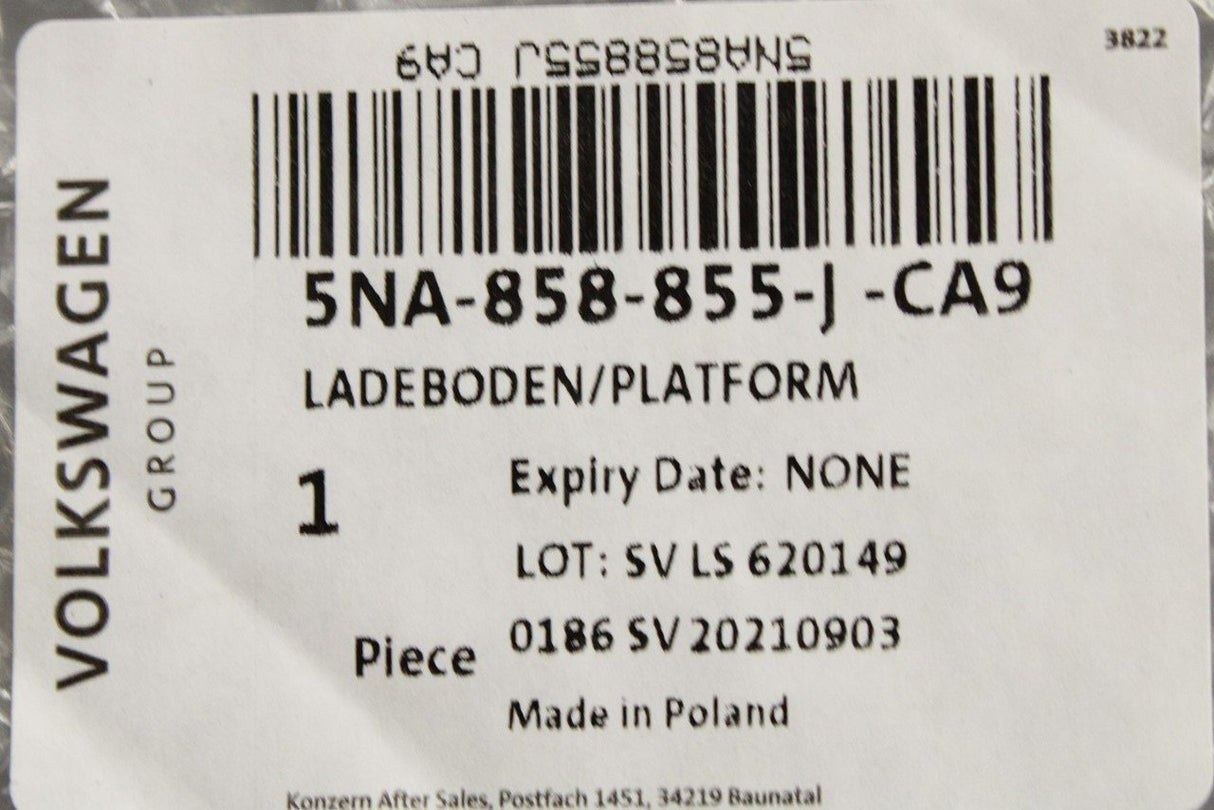 3822
5NA858855J CA9
5NA-858-855-J -CA9
LADEBODEN/PLATFORM
1
Piece
Expiry Date: NONE
LOT: SV LS 620149
0186 SV 20210903
Made in Poland
Konzern After Sales, Postfach 1451, 34219 Baunatal
VOLKSWAGEN
GROUP